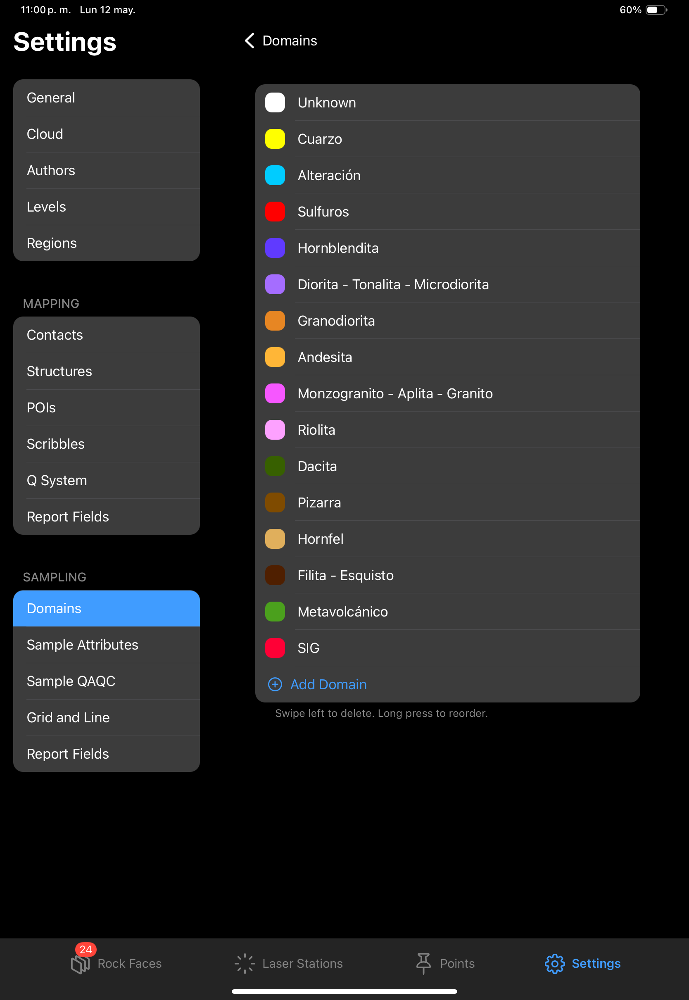 11:00 p. m. Lun 12 may.
60%
Settings
General
Cloud
Authors
Levels
Regions
MAPPING
Contacts
Structures
POIs
Scribbles
Q System
Report Fields
SAMPLING
Domains
Sample Attributes
Sample QAQC
Grid and Line
Report Fields
Domains
Unknown
Cuarzo
Alteración
Sulfuros
Hornblendita
Diorita - Tonalita - Microdiorita
Granodiorita
Andesita
Monzogranito - Aplita - Granito
Riolita
Dacita
Pizarra
Hornfel
Filita - Esquisto
Metavolcánico
SIG
Add Domain
Swipe left to delete. Long press to reorder.
24
Rock Faces
Laser Stations
Points
Settings